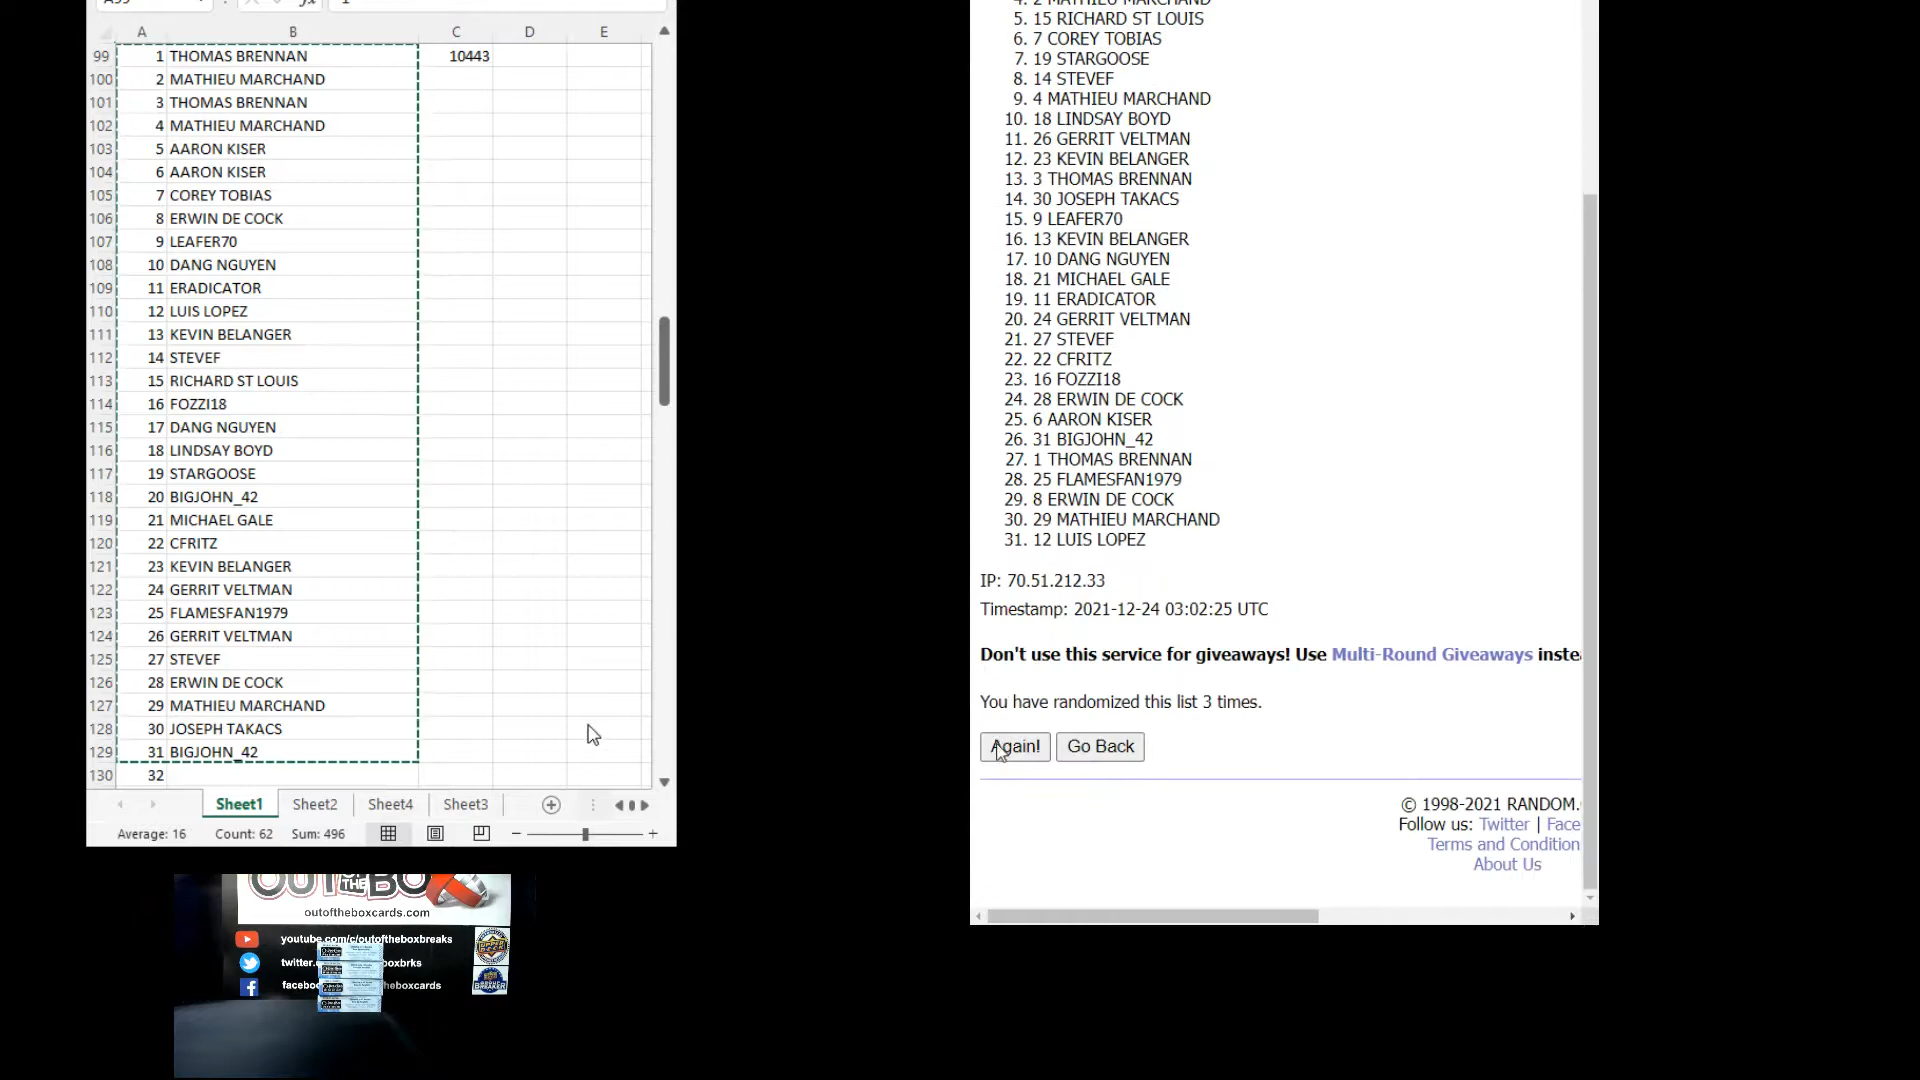 A B C D E
99 1 THOMAS BRENNAN 10443
100 2 MATHIEU MARCHAND
101 3 THOMAS BRENNAN
102 4 MATHIEU MARCHAND
103 5 AARON KISER
104 6 AARON KISER
105 7 COREY TOBIAS
106 8 ERWIN DE COCK
107 9 LEAFER70
108 10 DANG NGUYEN
109 11 ERADICATOR
110 12 LUIS LOPEZ
111 13 KEVIN BELANGER
112 14 STEVEF
113 15 RICHARD ST LOUIS
114 16 FOZZI18
115 17 DANG NGUYEN
116 18 LINDSAY BOYD
117 19 STARGOOSE
118 20 BIGJOHN_42
119 21 MICHAEL GALE
120 22 CFRITZ
121 23 KEVIN BELANGER
122 24 GERRIT VELTMAN
123 25 FLAMESFAN1979
124 26 GERRIT VELTMAN
125 27 STEVEF
126 28 ERWIN DE COCK
127 29 MATHIEU MARCHAND
128 30 JOSEPH TAKACS
129 31 BIGJOHN_42
130 32
Sheet1 Sheet2 Sheet4 Sheet3
Average: 16 Count: 62 Sum: 496
4. 2 MATHIEU MARCHAND
5. 15 RICHARD ST LOUIS
6. 7 COREY TOBIAS
7. 19 STARGOOSE
8. 14 STEVEF
9. 4 MATHIEU MARCHAND
10. 18 LINDSAY BOYD
11. 26 GERRIT VELTMAN
12. 23 KEVIN BELANGER
13. 3 THOMAS BRENNAN
14. 30 JOSEPH TAKACS
15. 9 LEAFER70
16. 13 KEVIN BELANGER
17. 10 DANG NGUYEN
18. 21 MICHAEL GALE
19. 11 ERADICATOR
20. 24 GERRIT VELTMAN
21. 27 STEVEF
22. 22 CFRITZ
23. 16 FOZZI18
24. 28 ERWIN DE COCK
25. 6 AARON KISER
26. 31 BIGJOHN_42
27. 1 THOMAS BRENNAN
28. 25 FLAMESFAN1979
29. 8 ERWIN DE COCK
30. 29 MATHIEU MARCHAND
31. 12 LUIS LOPEZ
IP: 70.51.212.33
Timestamp: 2021-12-24 03:02:25 UTC
Don't use this service for giveaways! Use Multi-Round Giveaways inste
You have randomized this list 3 times.
Again! Go Back
© 1998-2021 RANDOM.
Follow us: Twitter | Face
Terms and Condition
About Us
OUT OF THE BOX
outoftheboxcards.com
youtube.com/c/outoftheboxbreaks
twitter. oxbrks
facebo heboxcards